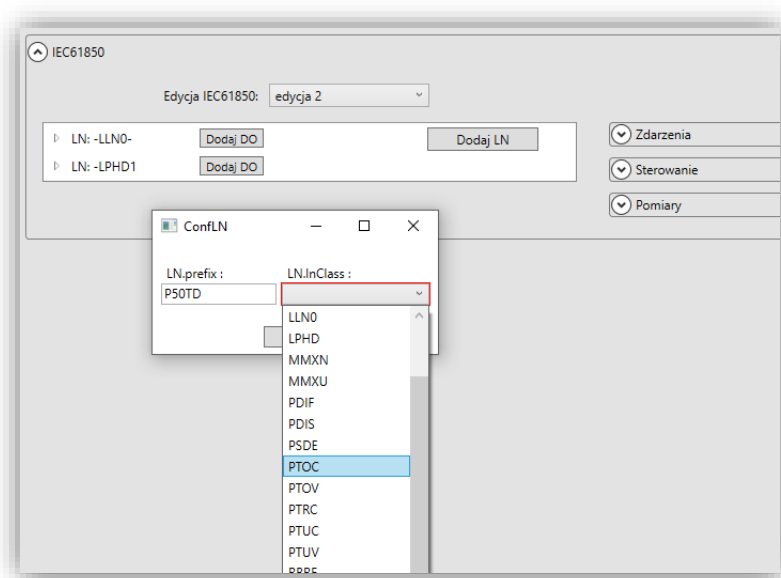 IEC61850
Edycja IEC61850: edycja 2
LN: -LLN0- Dodaj DO Dodaj LN
LN: -LPHD1 Dodaj DO
Zdarzenia
Sterowanie
Pomiary
ConfLN
LN.prefix : LN.lnClass :
P50TD
LLN0
LPHD
MMXN
MMXU
PDIF
PDIS
PSDE
PTOC
PTOV
PTRC
PTUC
PTUV